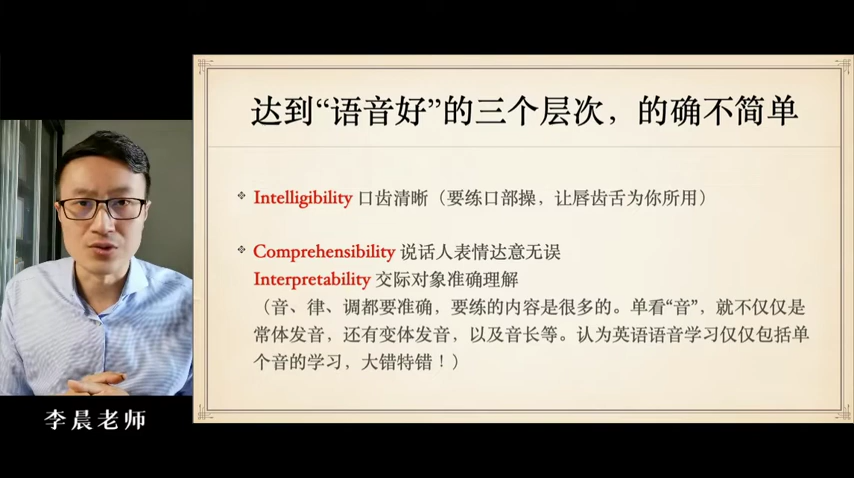 达到“语音好”的三个层次，的确不简单
Intelligibility 口齿清晰（要练口部操，让唇齿舌为你所用）
Comprehensibility 说话人表情达意无误
Interpretability 交际对象准确理解
（音、律、调都要准确，要练的内容是很多的。单看“音”，就不仅仅是
常体发音，还有变体发音，以及音长等。认为英语语音学习仅仅包括单
个音的学习，大错特错！）
李晨老师